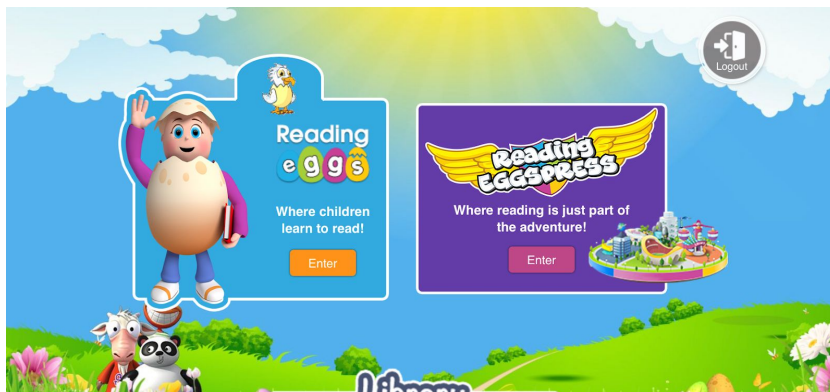 Logout
Reading
eggs
Where children
learn to read!
Enter
Reading
EGGSPRESS
Where reading is just part of
the adventure!
Enter
Library